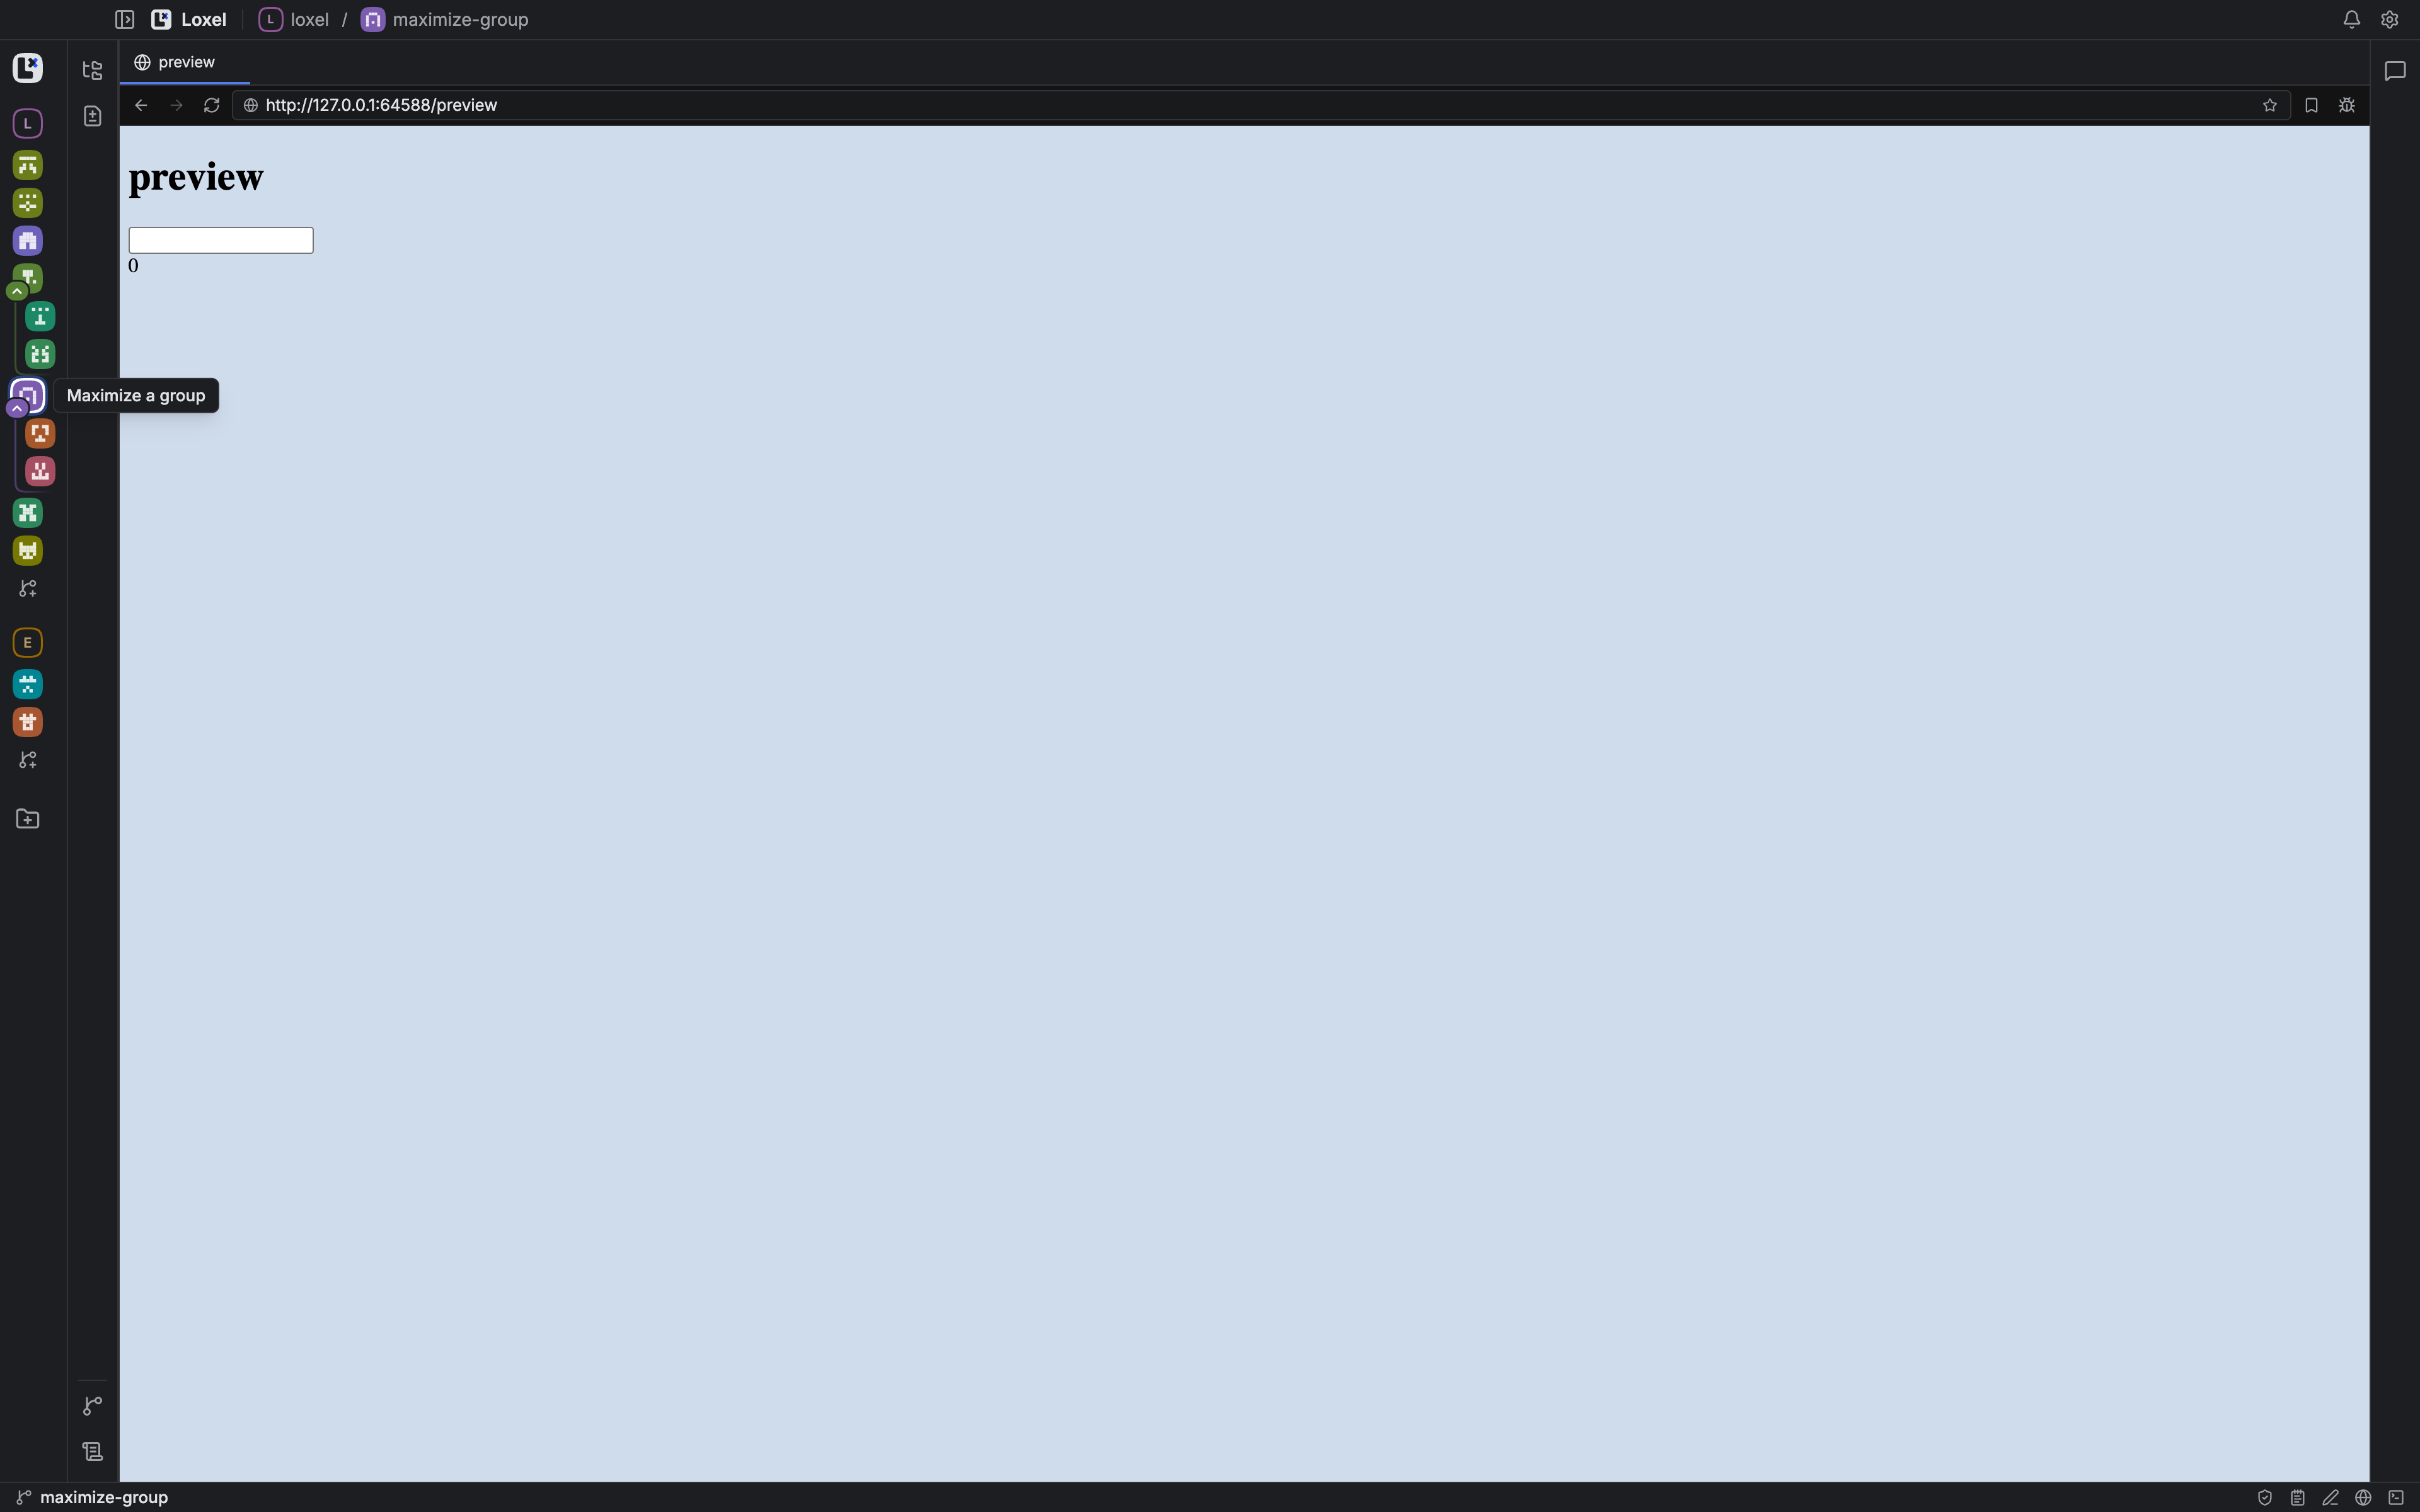 Loxel
L loxel / maximize-group
preview
http://127.0.0.1:64588/preview
L
preview
0
Maximize a group
E
maximize-group